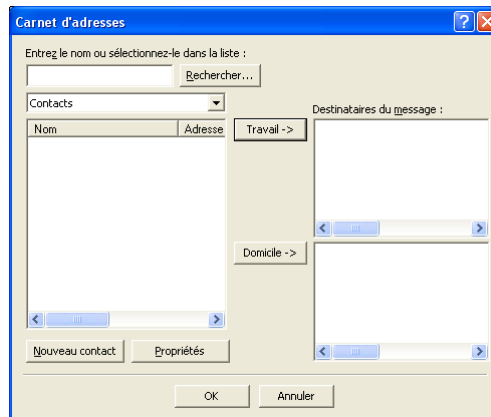 Carnet d'adresses
Entrez le nom ou sélectionnez-le dans la liste :
Rechercher...
Contacts
Destinataires du message :
Nom Adresse
Travail ->
Domicile ->
Nouveau contact Propriétés
OK Annuler